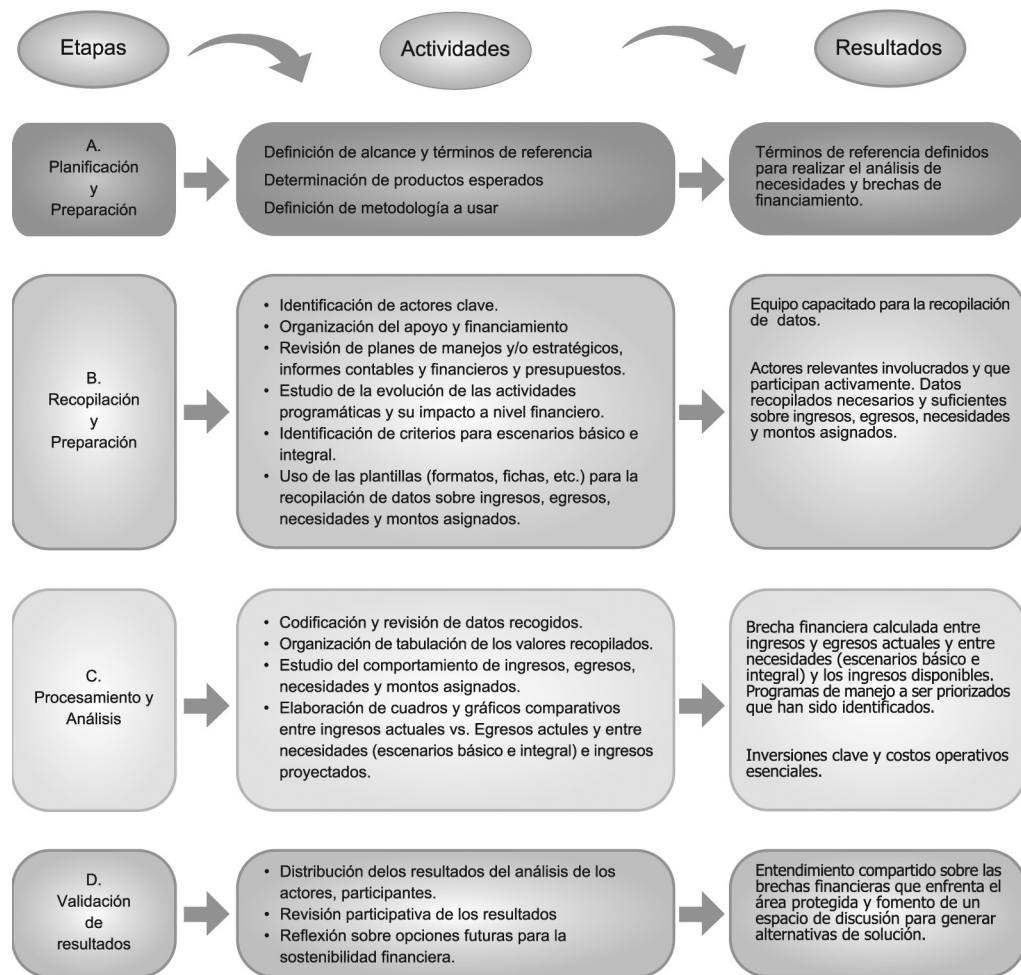 Etapas
Actividades
Resultados
A.
Planificación
y
Preparación
Definición de alcance y términos de referencia
Determinación de productos esperados
Definición de metodología a usar
Términos de referencia definidos
para realizar el análisis de
necesidades y brechas de
financiamiento.
B.
Recopilación
y
Preparación
• Identificación de actores clave.
• Organización del apoyo y financiamiento
• Revisión de planes de manejos y/o estratégicos,
informes contables y financieros y presupuestos.
• Estudio de la evolución de las actividades
programáticas y su impacto a nivel financiero.
• Identificación de criterios para escenarios básico e
integral.
• Uso de las plantillas (formatos, fichas, etc.) para la
recopilación de datos sobre ingresos, egresos,
necesidades y montos asignados.
Equipo capacitado para la recopilación
de datos.
Actores relevantes involucrados y que
participan activamente. Datos
recopilados necesarios y suficientes
sobre ingresos, egresos, necesidades
y montos asignados.
C.
Procesamiento y
Análisis
• Codificación y revisión de datos recogidos.
• Organización de tabulación de los valores recopilados.
• Estudio del comportamiento de ingresos, egresos,
necesidades y montos asignados.
• Elaboración de cuadros y gráficos comparativos
entre ingresos actuales vs. Egresos actules y entre
necesidades (escenarios básico e integral) e ingresos
proyectados.
Brecha financiera calculada entre
ingresos y egresos actuales y entre
necesidades (escenarios básico e
integral) y los ingresos disponibles.
Programas de manejo a ser priorizados
que han sido identificados.
Inversiones clave y costos operativos
esenciales.
D.
Validación
de
resultados
• Distribución delos resultados del análisis de los
actores, participantes.
• Revisión participativa de los resultados
• Reflexión sobre opciones futuras para la
sostenibilidad financiera.
Entendimiento compartido sobre las
brechas financieras que enfrenta el
área protegida y fomento de un
espacio de discusión para generar
alternativas de solución.